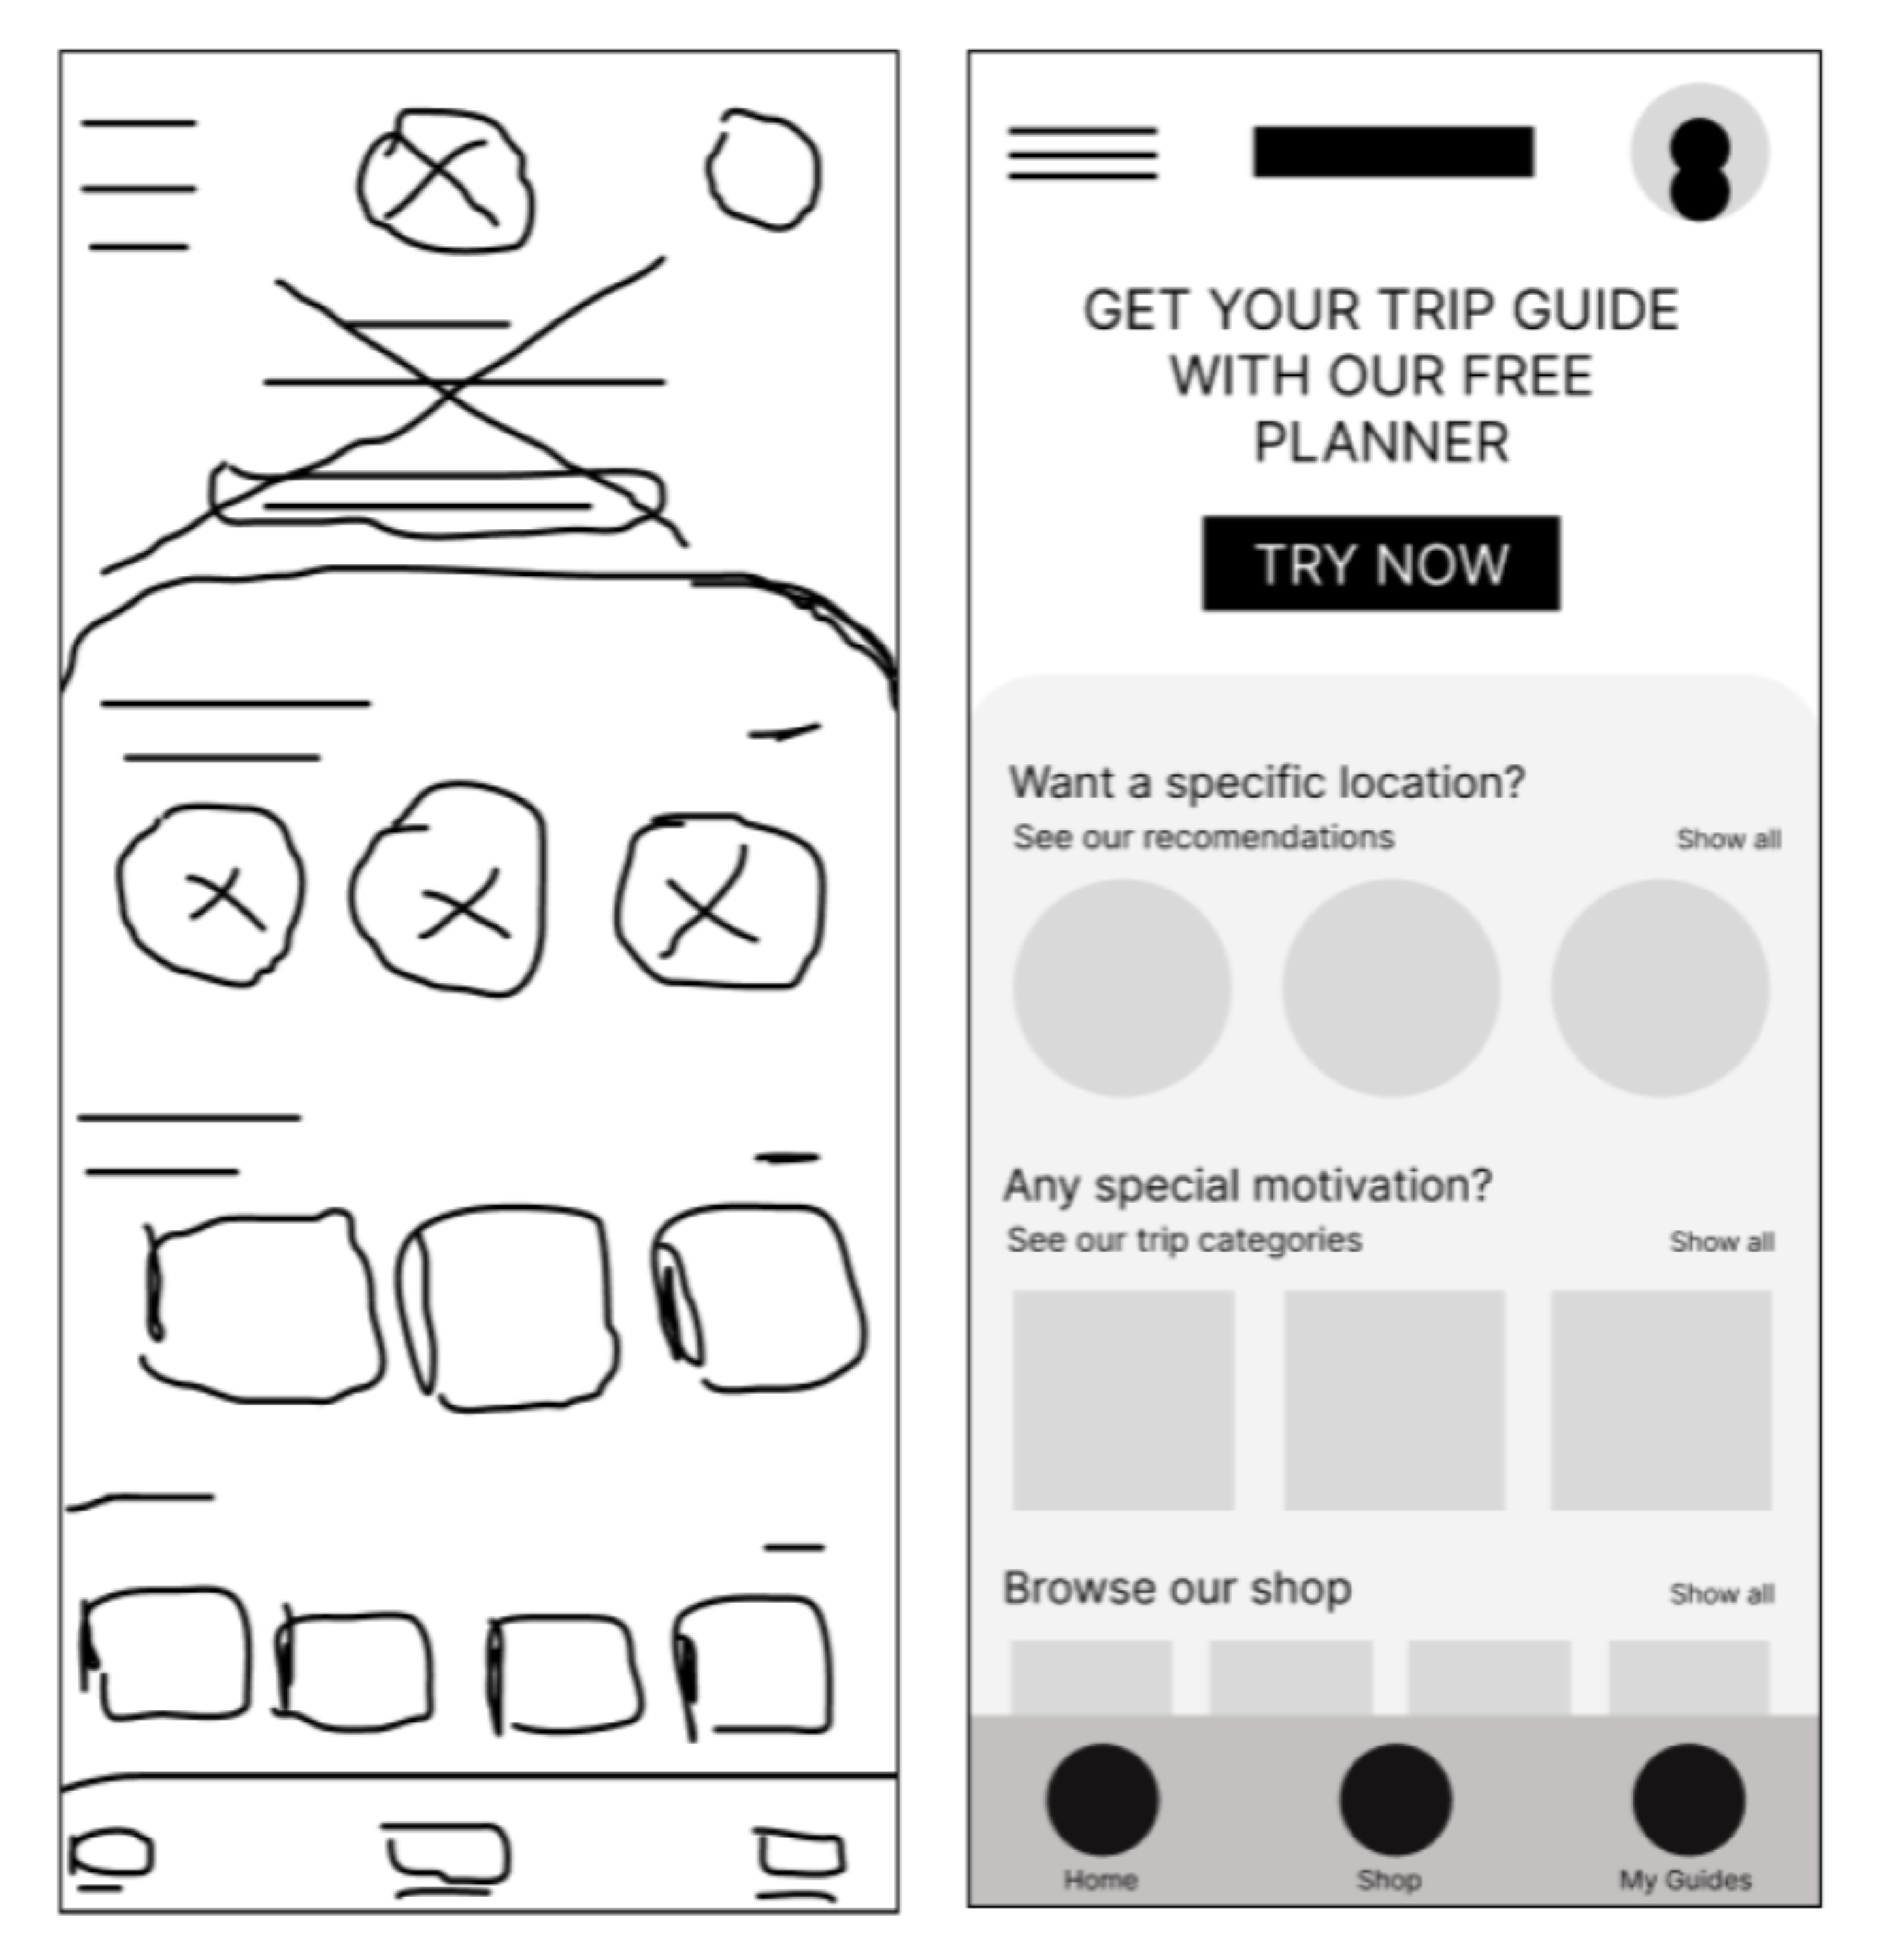 GET YOUR TRIP GUIDE
WITH OUR FREE
PLANNER
TRY NOW
Want a specific location?
See our recomendations
Show all
Any special motivation?
See our trip categories
Show all
Browse our shop
Show all
Home
Shop
My Guides